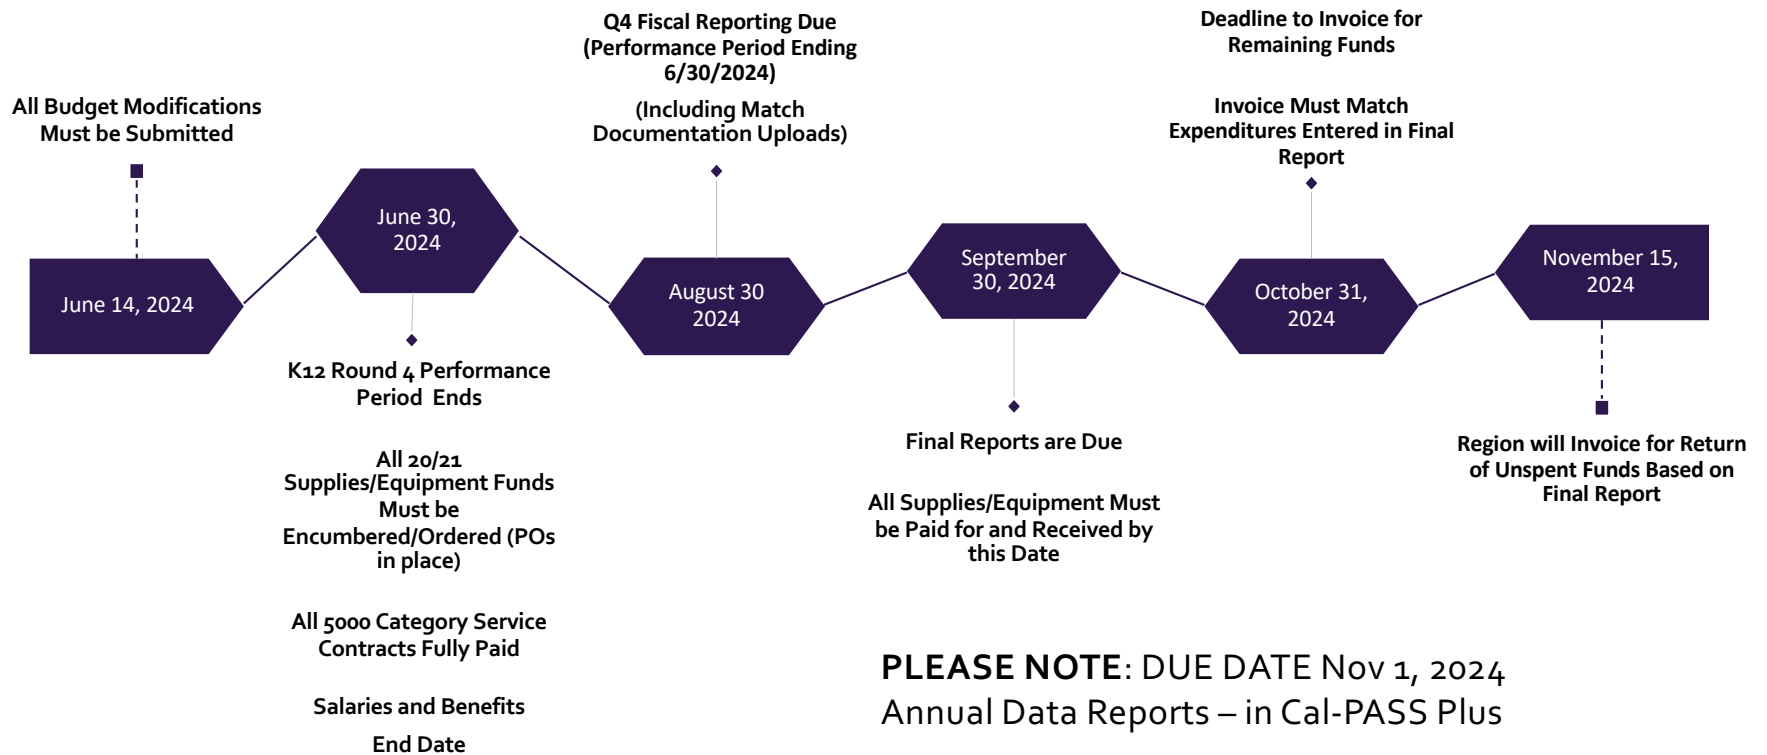 All Budget Modifications
Must be Submitted
June 14, 2024
June 30,
2024
K12 Round 4 Performance
Period Ends
All 20/21
Supplies/Equipment Funds
Must be
Encumbered/Ordered (POs
in place)
All 5000 Category Service
Contracts Fully Paid
Salaries and Benefits
End Date
Q4 Fiscal Reporting Due
(Performance Period Ending
6/30/2024)
(Including Match
Documentation Uploads)
August 30
2024
September
30, 2024
Final Reports are Due
All Supplies/Equipment Must
be Paid for and Received by
this Date
Deadline to Invoice for
Remaining Funds
Invoice Must Match
Expenditures Entered in Final
Report
October 31,
2024
November 15,
2024
Region will Invoice for Return
of Unspent Funds Based on
Final Report
PLEASE NOTE: DUE DATE Nov 1, 2024
Annual Data Reports – in Cal-PASS Plus